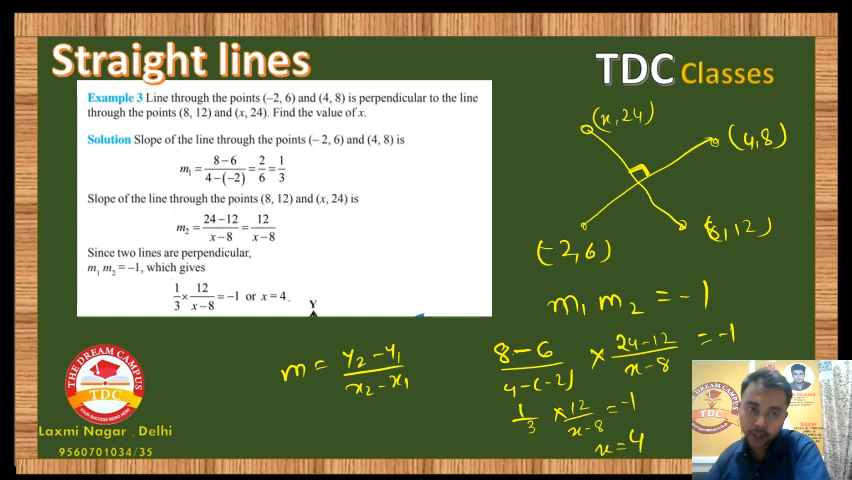 Straight lines
TDC Classes
Example 3 Line through the points (–2, 6) and (4, 8) is perpendicular to the line
through the points (8, 12) and (x, 24). Find the value of x.
Solution Slope of the line through the points (– 2, 6) and (4, 8) is
m₁ = (8 – 6)/(4 – (–2)) = 2/6 = 1/3
Slope of the line through the points (8, 12) and (x, 24) is
m₂ = (24 – 12)/(x – 8) = 12/(x – 8)
Since two lines are perpendicular,
m₁ m₂ = –1, which gives
1/3 × 12/(x – 8) = –1 or x = 4.
Y
(x, 24)
(4, 8)
(8, 12)
(-2, 6)
m₁ m₂ = -1
m = (y₂ - y₁)/(x₂ - x₁)
(8 - 6)/(4 - (-2)) × (24 - 12)/(x - 8) = -1
1/3 × 12/(x - 8) = -1
x = 4
THE DREAM CAMPUS
TDC
YOUR SUCCESS BEING HERE
Laxmi Nagar , Delhi
9560701034/35